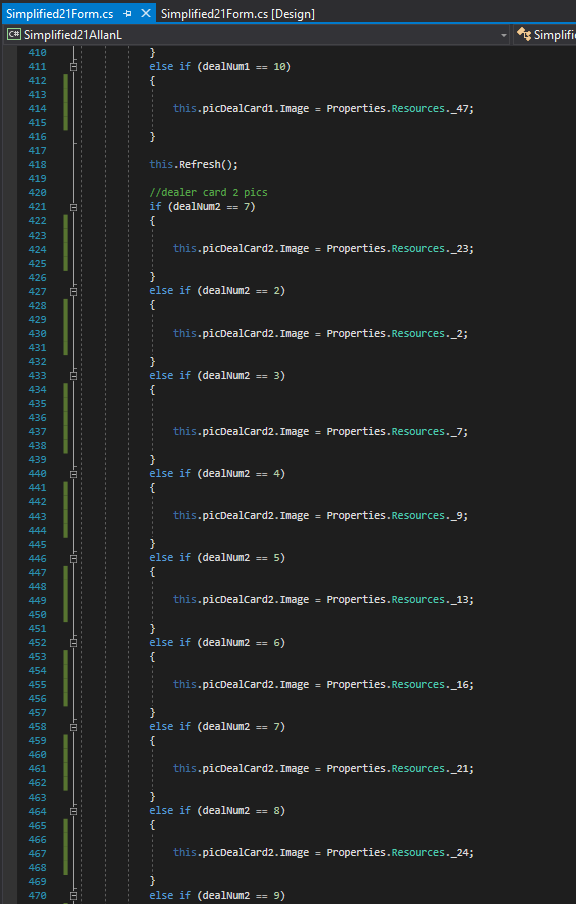 Simplified21Form.cs Simplified21Form.cs [Design]
C# Simplified21AllanL Simplifie
410 }
411 else if (dealNum1 == 10)
412 {
413
414 this.picDealCard1.Image = Properties.Resources._47;
415
416 }
417
418 this.Refresh();
419
420 //dealer card 2 pics
421 if (dealNum2 == 7)
422 {
423
424 this.picDealCard2.Image = Properties.Resources._23;
425
426 }
427 else if (dealNum2 == 2)
428 {
429
430 this.picDealCard2.Image = Properties.Resources._2;
431
432 }
433 else if (dealNum2 == 3)
434 {
435
436
437 this.picDealCard2.Image = Properties.Resources._7;
438
439 }
440 else if (dealNum2 == 4)
441 {
442
443 this.picDealCard2.Image = Properties.Resources._9;
444
445 }
446 else if (dealNum2 == 5)
447 {
448
449 this.picDealCard2.Image = Properties.Resources._13;
450
451 }
452 else if (dealNum2 == 6)
453 {
454
455 this.picDealCard2.Image = Properties.Resources._16;
456
457 }
458 else if (dealNum2 == 7)
459 {
460
461 this.picDealCard2.Image = Properties.Resources._21;
462
463 }
464 else if (dealNum2 == 8)
465 {
466
467 this.picDealCard2.Image = Properties.Resources._24;
468
469 }
470 else if (dealNum2 == 9)